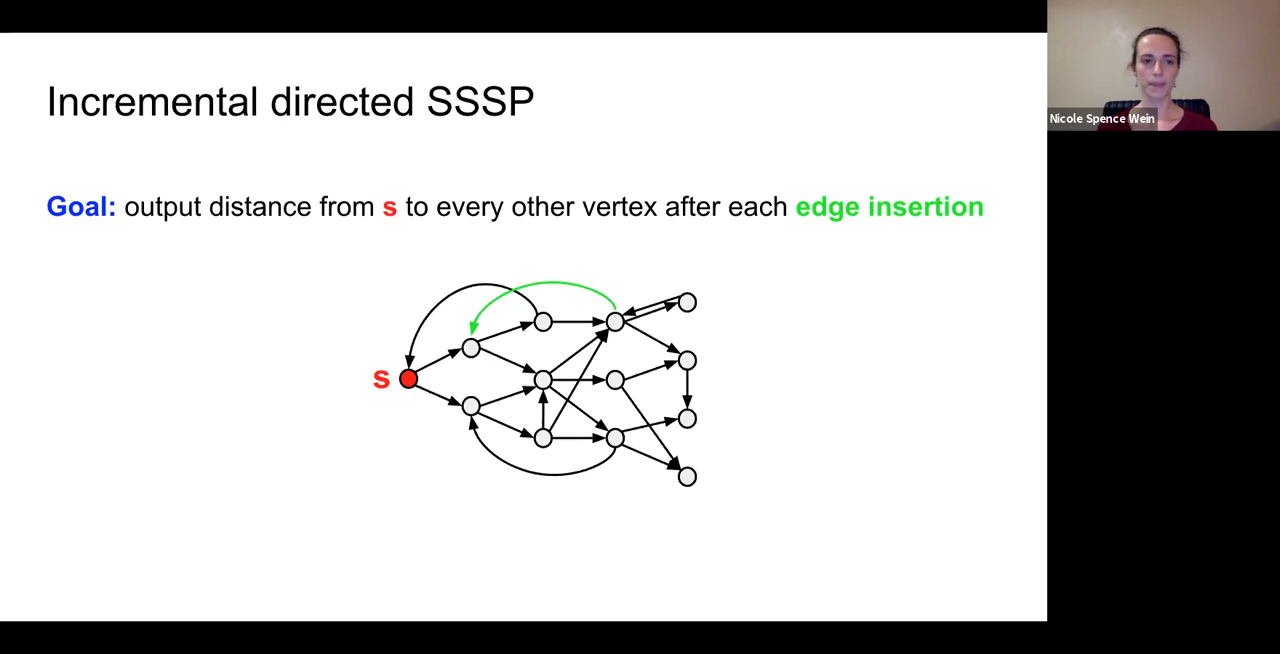 Incremental directed SSSP
Goal: output distance from s to every other vertex after each edge insertion
s
Nicole Spence Wein